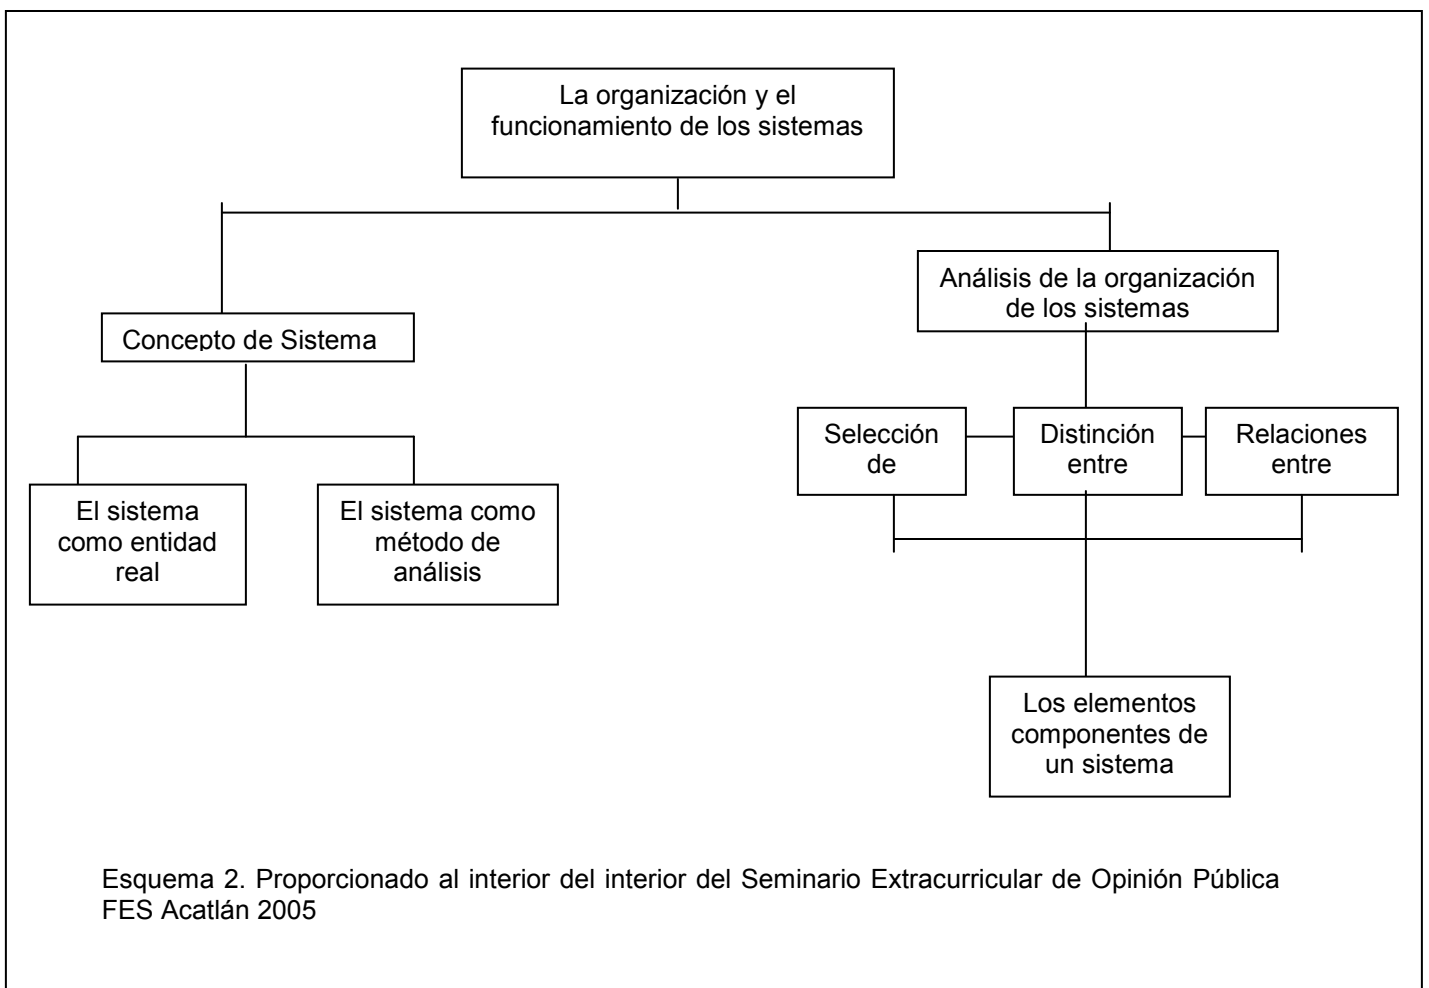 La organización y el
funcionamiento de los sistemas
Análisis de la organización
de los sistemas
Concepto de Sistema
Selección
de
Distinción
entre
Relaciones
entre
El sistema
como entidad
real
El sistema como
método de
análisis
Los elementos
componentes de
un sistema
Esquema 2. Proporcionado al interior del interior del Seminario Extracurricular de Opinión Pública
FES Acatlán 2005